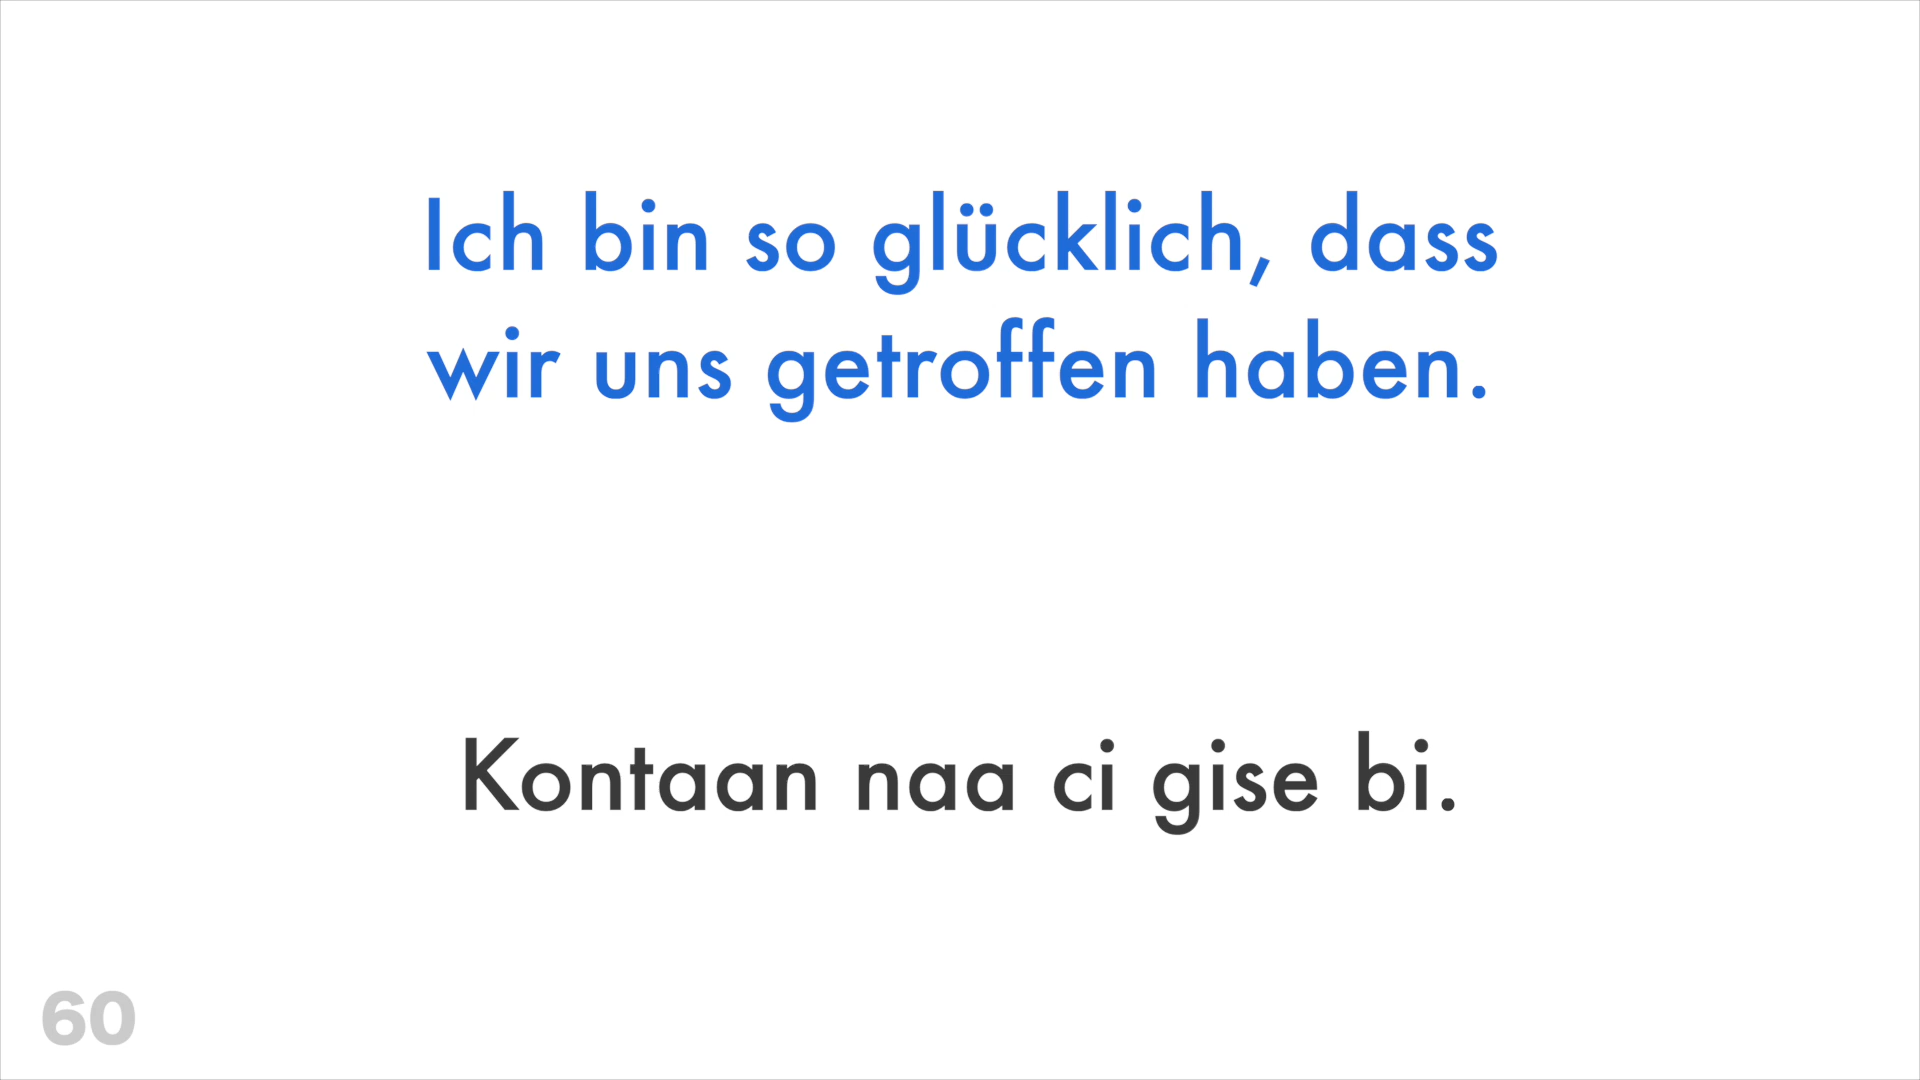 Ich bin so glücklich, dass
wir uns getroffen haben.
Kontaan naa ci gise bi.
60